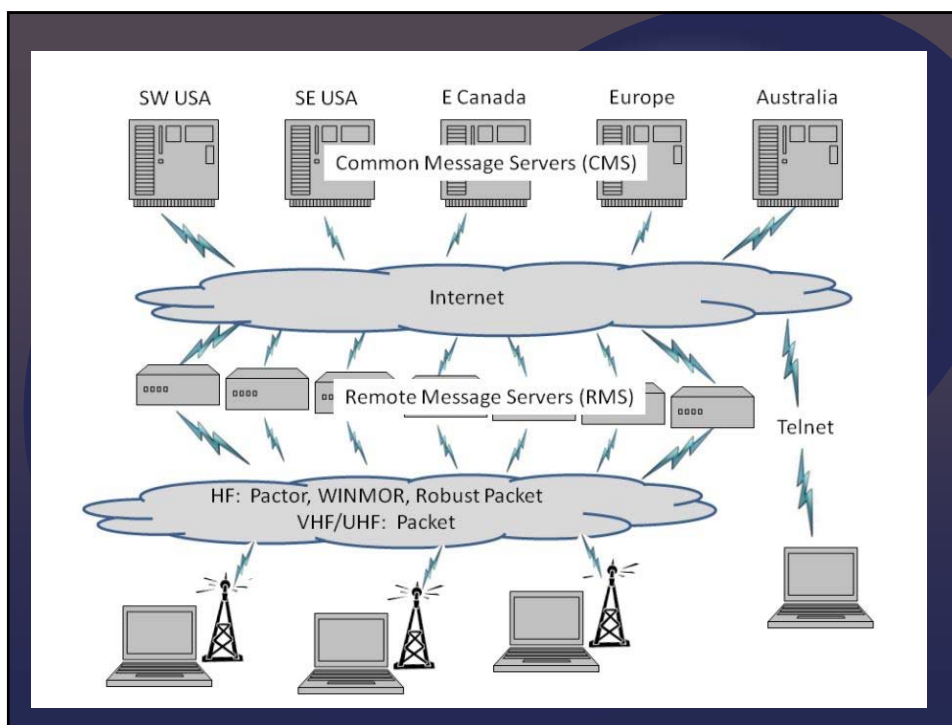 SW USA
SE USA
E Canada
Europe
Australia
Common Message Servers (CMS)
Internet
Remote Message Servers (RMS)
Telnet
HF: Pactor, WINMOR, Robust Packet
VHF/UHF: Packet